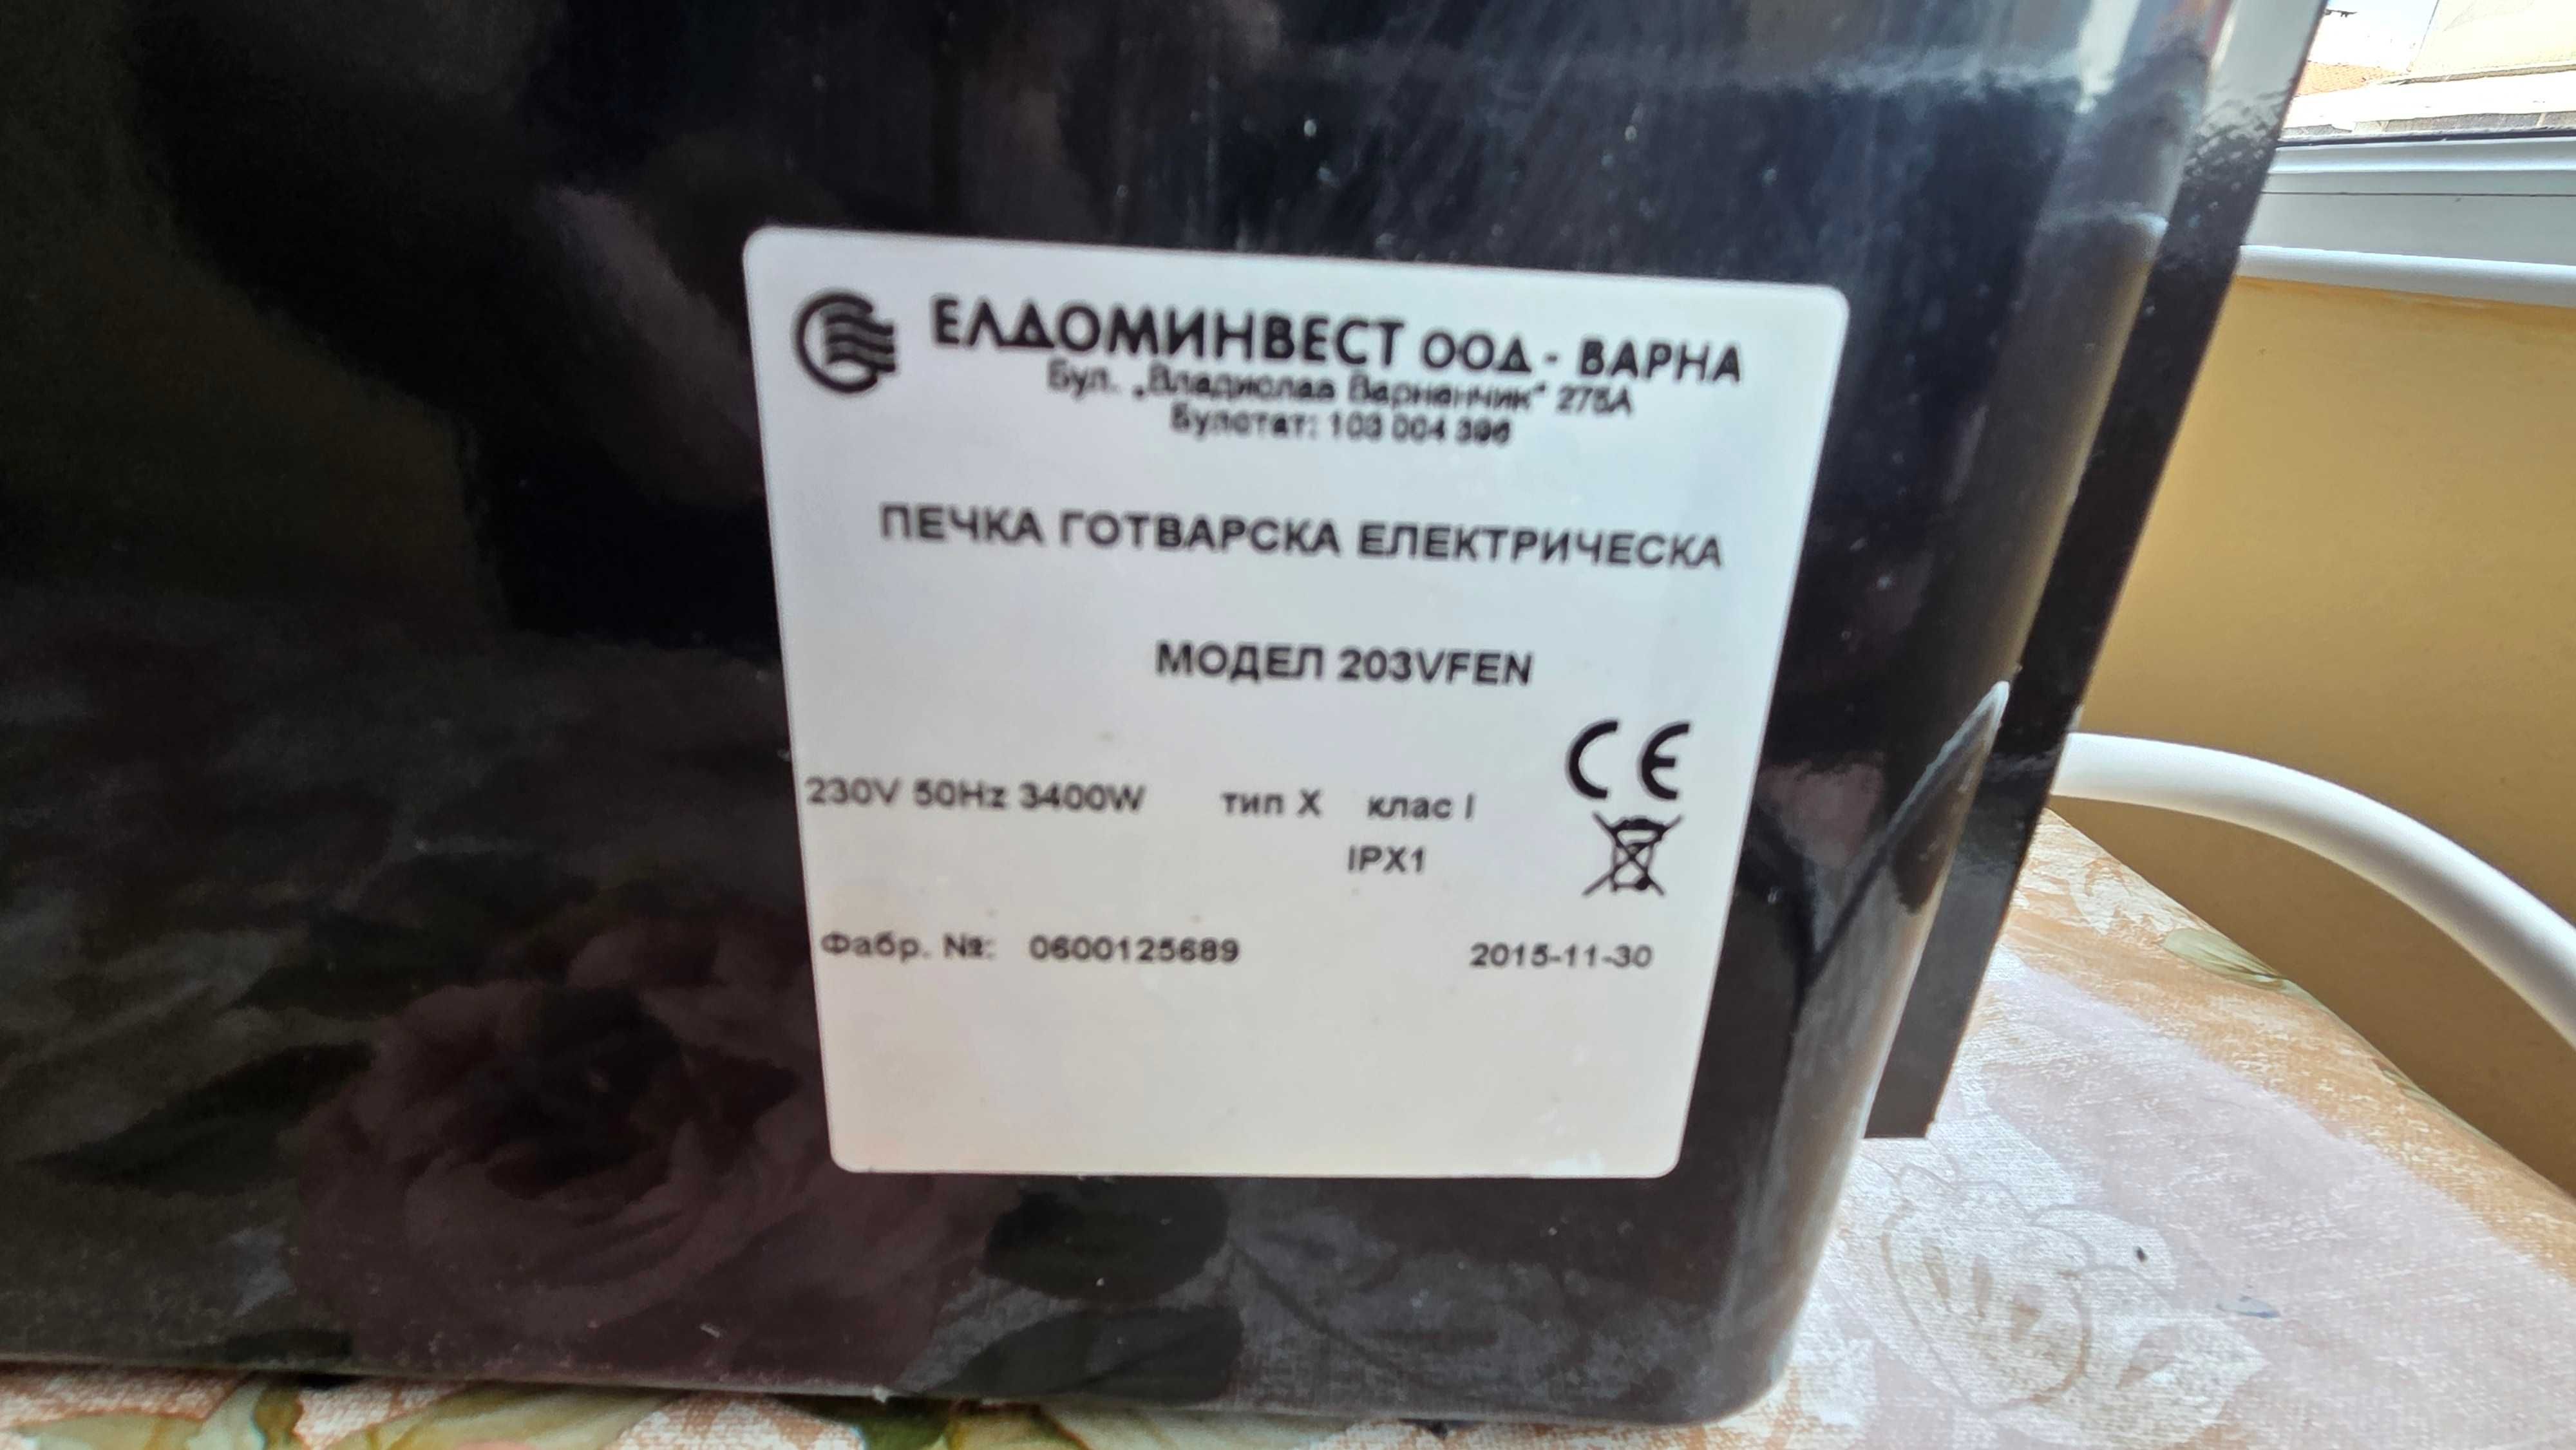 ЕЛДОМИНВЕСТ ООД - ВАРНА
Бул. „Владислав Варненчик" 275А
Булстат: 103 004 396
ПЕЧКА ГОТВАРСКА ЕЛЕКТРИЧЕСКА
МОДЕЛ 203VFEN
CE
230V 50Hz 3400W тип X клас I
IPX1
Фабр. №: 0600125689 2015-11-30